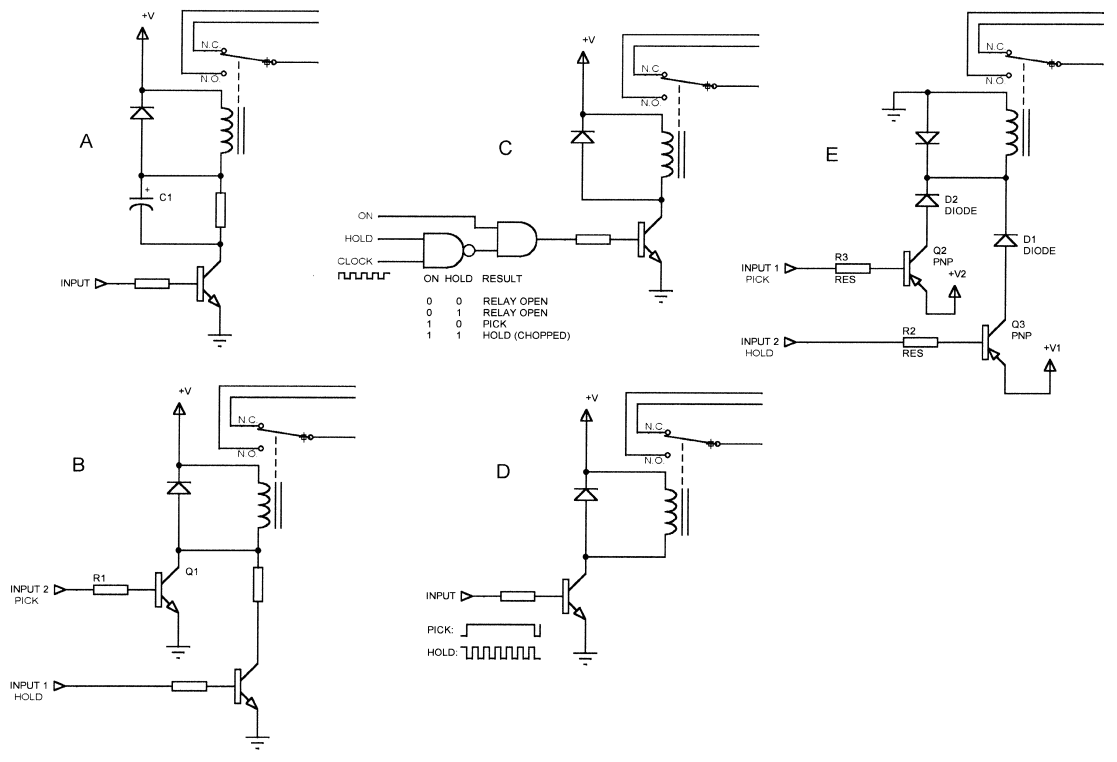 +V
N.C.
N.O.
A
+
C1
INPUT
+V
N.C.
N.O.
C
ON
HOLD
CLOCK
ON HOLD RESULT
0 0 RELAY OPEN
0 1 RELAY OPEN
1 0 PICK
1 1 HOLD (CHOPPED)
N.C.
N.O.
E
D2
DIODE
D1
DIODE
Q2
PNP
INPUT 1
PICK
R3
RES
+V2
Q3
PNP
INPUT 2
HOLD
R2
RES
+V1
+V
N.C.
N.O.
B
INPUT 2
PICK
R1
Q1
INPUT 1
HOLD
+V
N.C.
N.O.
D
INPUT
PICK:
HOLD: